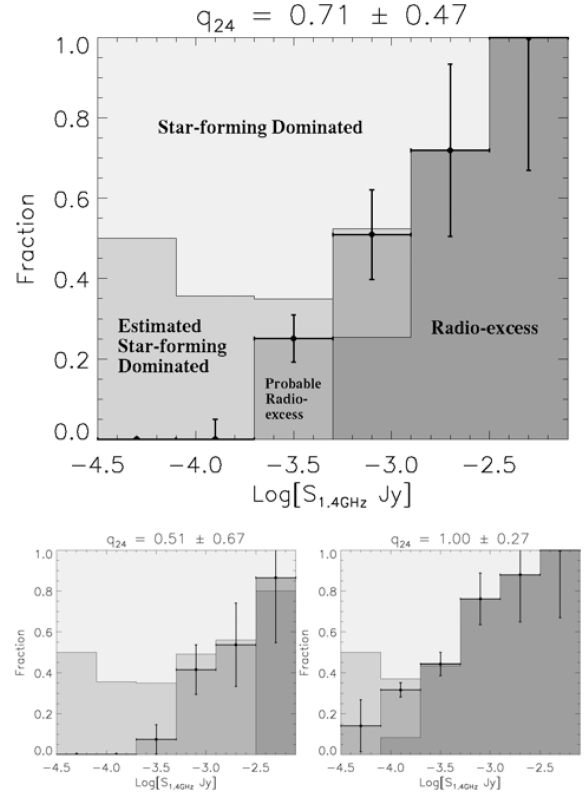 q24 = 0.71 ± 0.47
1.0
0.8
0.6
0.4
0.2
0.0
Fraction
Star-forming Dominated
Estimated
Star-forming
Dominated
Probable
Radio-
excess
Radio-excess
-4.5 -4.0 -3.5 -3.0 -2.5
Log[S1.4GHz Jy]
q24 = 0.51 ± 0.67
1.0
0.8
0.6
0.4
0.2
0.0
Fraction
-4.5 -4.0 -3.5 -3.0 -2.5
Log[S1.4GHz Jy]
q24 = 1.00 ± 0.27
1.0
0.8
0.6
0.4
0.2
0.0
Fraction
-4.5 -4.0 -3.5 -3.0 -2.5
Log[S1.4GHz Jy]